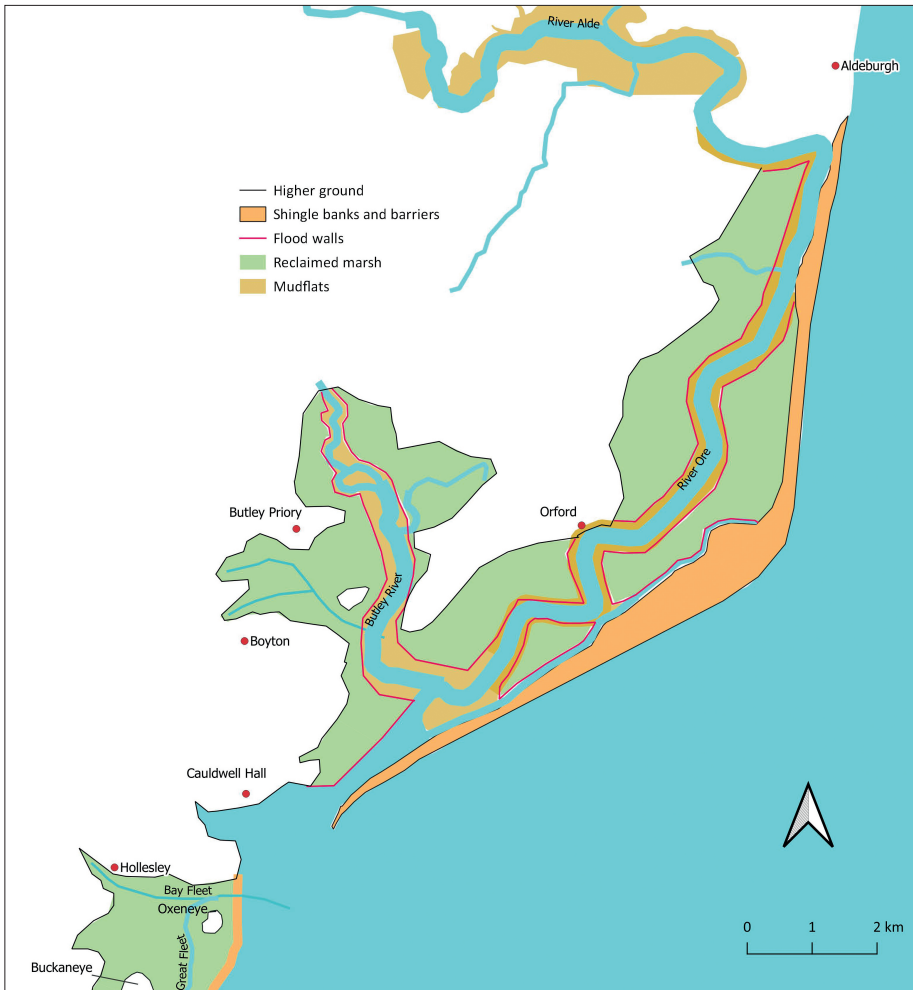 River Alde
Aldeburgh
Higher ground
Shingle banks and barriers
Flood walls
Reclaimed marsh
Mudflats
River Ore
Butley Priory
Orford
Butley River
Boyton
Cauldwell Hall
Hollesley
Bay Fleet
Oxeneye
Great Fleet
Buckaneye
0 1 2 km